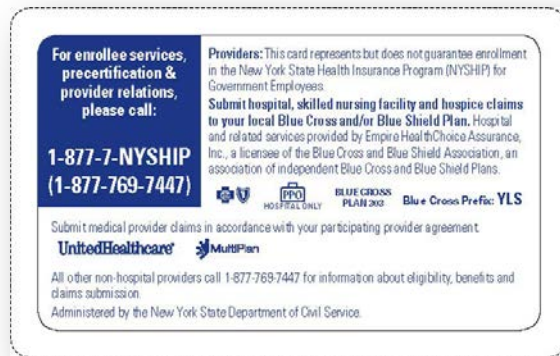 For enrollee services,
precertification &
provider relations,
please call:
1-877-7-NYSHIP
(1-877-769-7447)
Providers: This card represents but does not guarantee enrollment
in the New York State Health Insurance Program (NYSHIP) for
Government Employees.
Submit hospital, skilled nursing facility and hospice claims
to your local Blue Cross and/or Blue Shield Plan. Hospital
and related services provided by Empire HealthChoice Assurance,
Inc., a licensee of the Blue Cross and Blue Shield Association, an
association of independent Blue Cross and Blue Shield Plans.
PPO
HOSPITAL ONLY
BLUE CROSS
PLAN 303
Blue Cross Prefix: YLS
Submit medical provider claims in accordance with your participating provider agreement.
UnitedHealthcare®
MultiPlan
All other non-hospital providers call 1-877-769-7447 for information about eligibility, benefits and
claims submission.
Administered by the New York State Department of Civil Service.